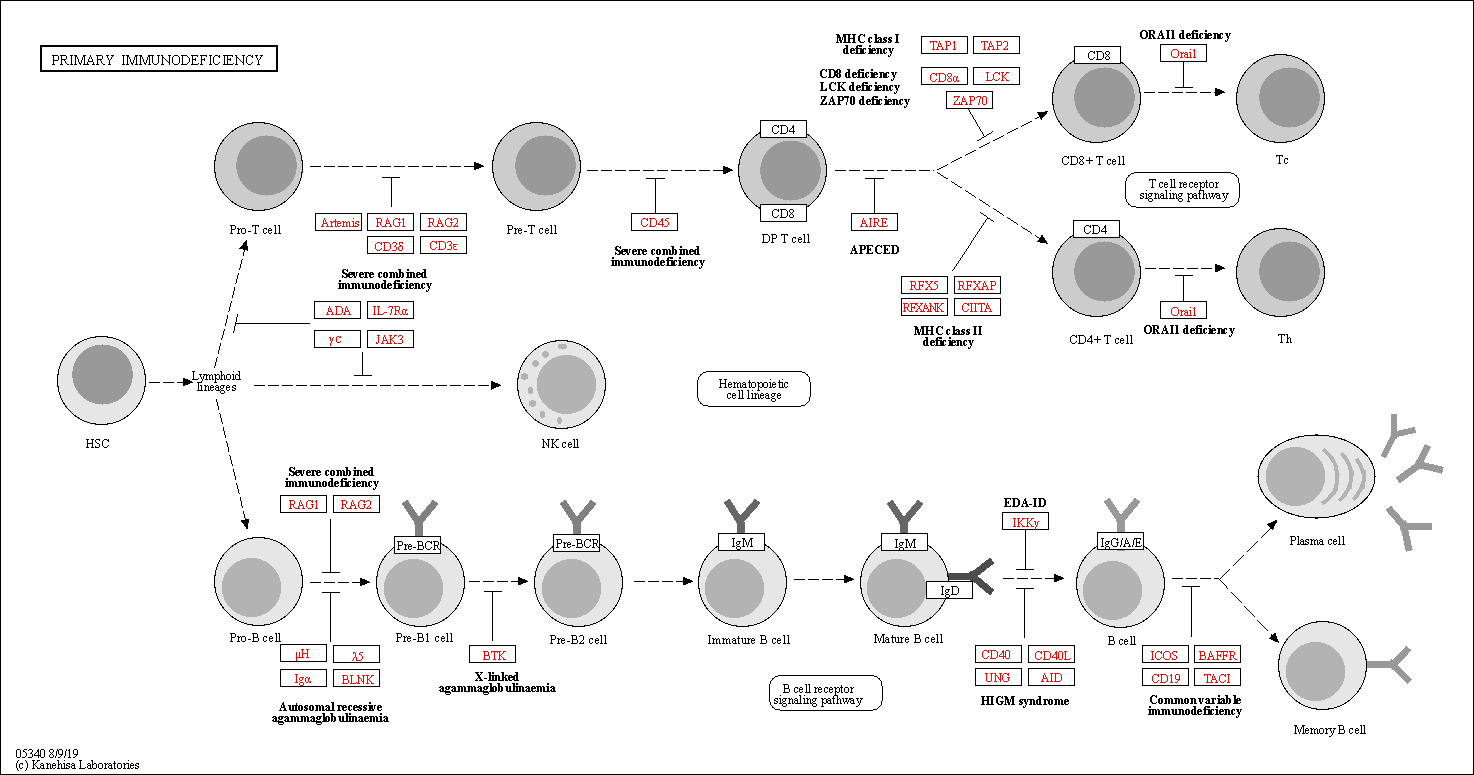 PRIMARY IMMUNODEFICIENCY
MHC class I
deficiency
TAP1
TAP2
CD8 deficiency
LCK deficiency
ZAP70 deficiency
CD8α
LCK
ZAP70
CD8
CD8+ T cell
ORAI1 deficiency
Orai1
Tc
T cell receptor
signaling pathway
Pro-T cell
Artemis
RAG1
RAG2
CD3δ
CD3ε
Severe combined
immunodeficiency
Pre-T cell
CD45
Severe combined
immunodeficiency
CD4
CD8
DP T cell
AIRE
APECED
RFX5
RFXAP
RFXANK
CIITA
MHC class II
deficiency
CD4
CD4+ T cell
Orai1
ORAI1 deficiency
Th
ADA
IL-7Rα
γc
JAK3
HSC
Lymphoid
lineages
NK cell
Hematopoietic
cell lineage
Severe combined
immunodeficiency
RAG1
RAG2
Pro-B cell
μH
λ5
Igα
BLNK
Autosomal recessive
agammaglobulinaemia
Pre-BCR
Pre-B1 cell
BTK
X-linked
agammaglobulinaemia
Pre-BCR
Pre-B2 cell
IgM
Immature B cell
IgM
IgD
Mature B cell
B cell receptor
signaling pathway
EDA-ID
IKKγ
CD40
CD40L
UNG
AID
HIGM syndrome
IgG/A/E
B cell
ICOS
BAFFR
CD19
TACI
Common variable
immunodeficiency
Plasma cell
Memory B cell
05340 8/9/19
(c) Kanehisa Laboratories